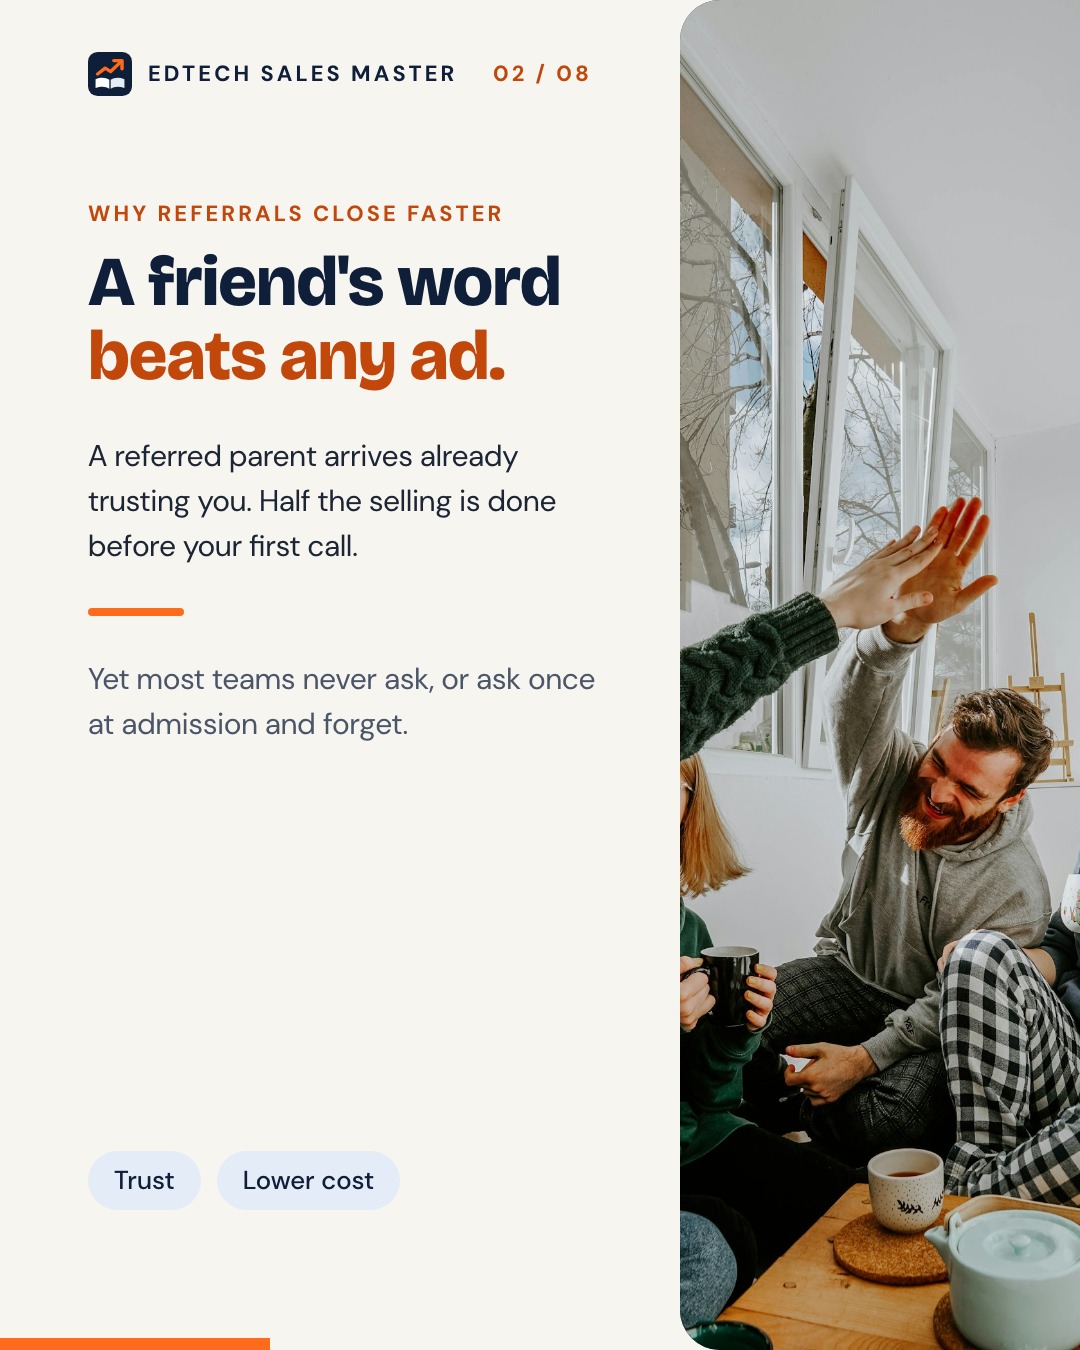 EDTECH SALES MASTER 02 / 08
WHY REFERRALS CLOSE FASTER
A friend's word
beats any ad.
A referred parent arrives already
trusting you. Half the selling is done
before your first call.
Yet most teams never ask, or ask once
at admission and forget.
Trust Lower cost